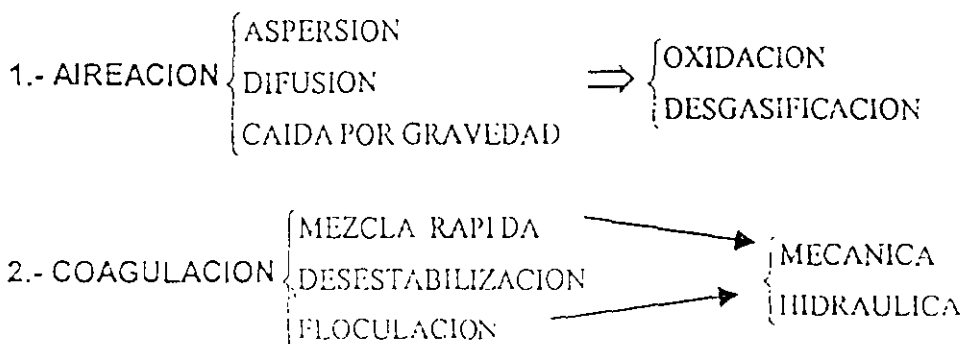 ASPERSION
1.- AIREACION DIFUSION ⇒ OXIDACION
CAIDA POR GRAVEDAD DESGASIFICACION
MEZCLA RAPIDA
2.- COAGULACION DESESTABILIZACION MECANICA
FLOCULACION HIDRAULICA